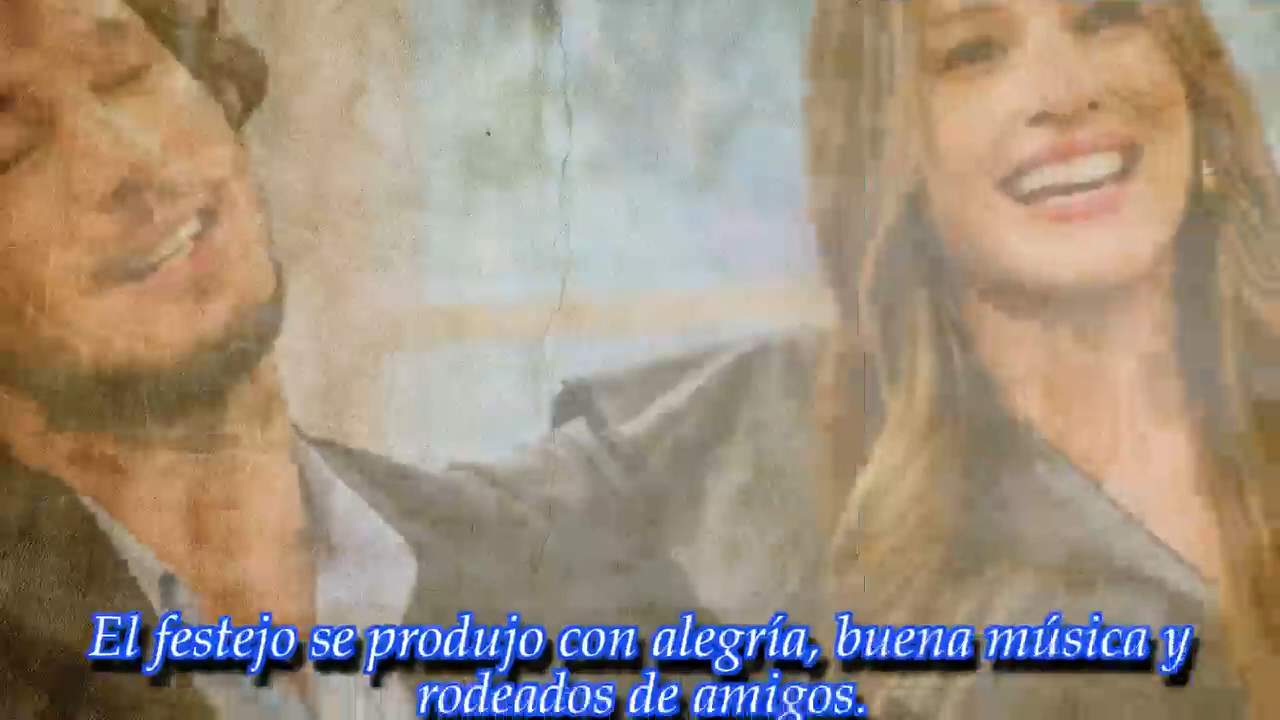 El festejo se produjo con alegría, buena música y
rodeados de amigos.